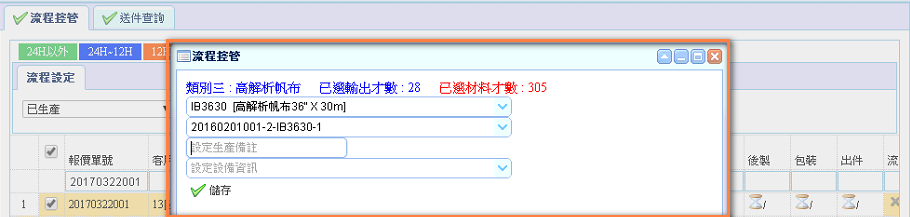 流程控管 送件查詢
24H以外 24H~12H 12H
流程設定
已生產
報價單號 客
20170322001
1 20170322001 13
流程控管
類別三 : 高解析帆布 已選輸出才數 : 28 已選材料才數 : 305
IB3630 [高解析帆布36" X 30m]
20160201001-2-IB3630-1
設定生產備註
設定設備資訊
儲存
後製 包裝 出件 流
/ / /